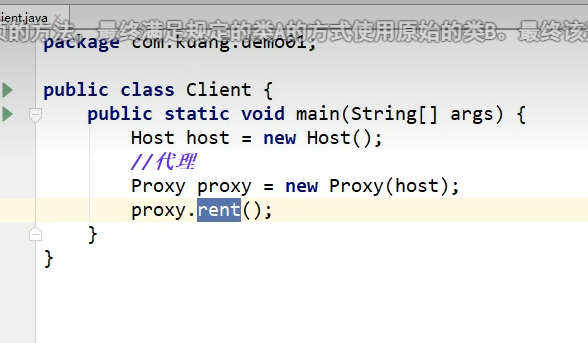 lient.java
的方法，最终满足规定的类A的方式使用原始的类B。最终该
package com.kuang.demo01;
public class Client {
public static void main(String[] args) {
Host host = new Host();
//代理
Proxy proxy = new Proxy(host);
proxy.rent();
}
}